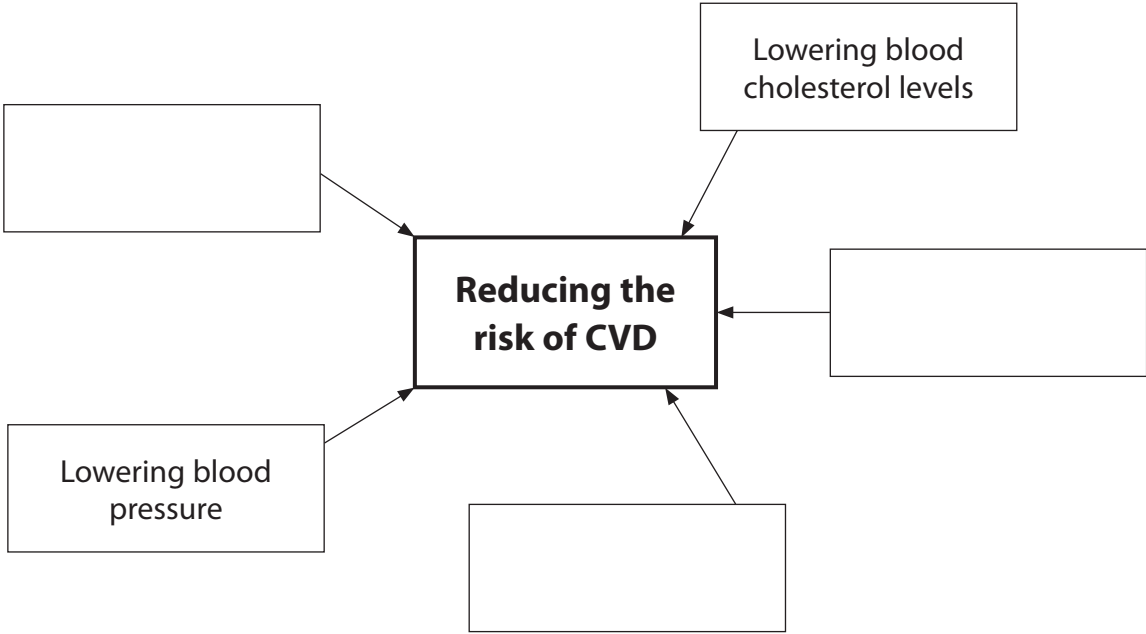 Lowering blood
cholesterol levels
Reducing the
risk of CVD
Lowering blood
pressure